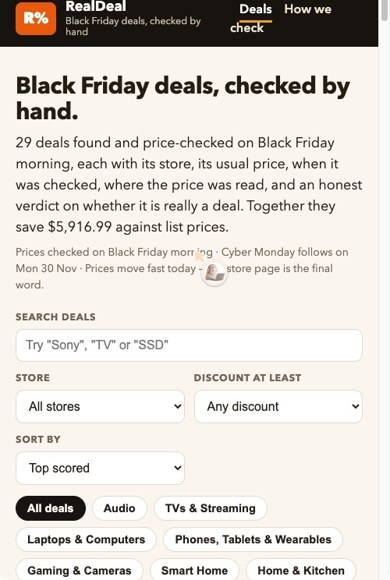 R%
RealDeal
Black Friday deals, checked by
hand
Deals How we
check
Black Friday deals, checked by
hand.
29 deals found and price-checked on Black Friday
morning, each with its store, its usual price, when it
was checked, where the price was read, and an honest
verdict on whether it is really a deal. Together they
save $5,916.99 against list prices.
Prices checked on Black Friday morning · Cyber Monday follows on
Mon 30 Nov · Prices move fast today - store page is the final
word.
SEARCH DEALS
Try "Sony", "TV" or "SSD"
STORE
DISCOUNT AT LEAST
All stores
Any discount
SORT BY
Top scored
All deals
Audio
TVs & Streaming
Laptops & Computers
Phones, Tablets & Wearables
Gaming & Cameras
Smart Home
Home & Kitchen